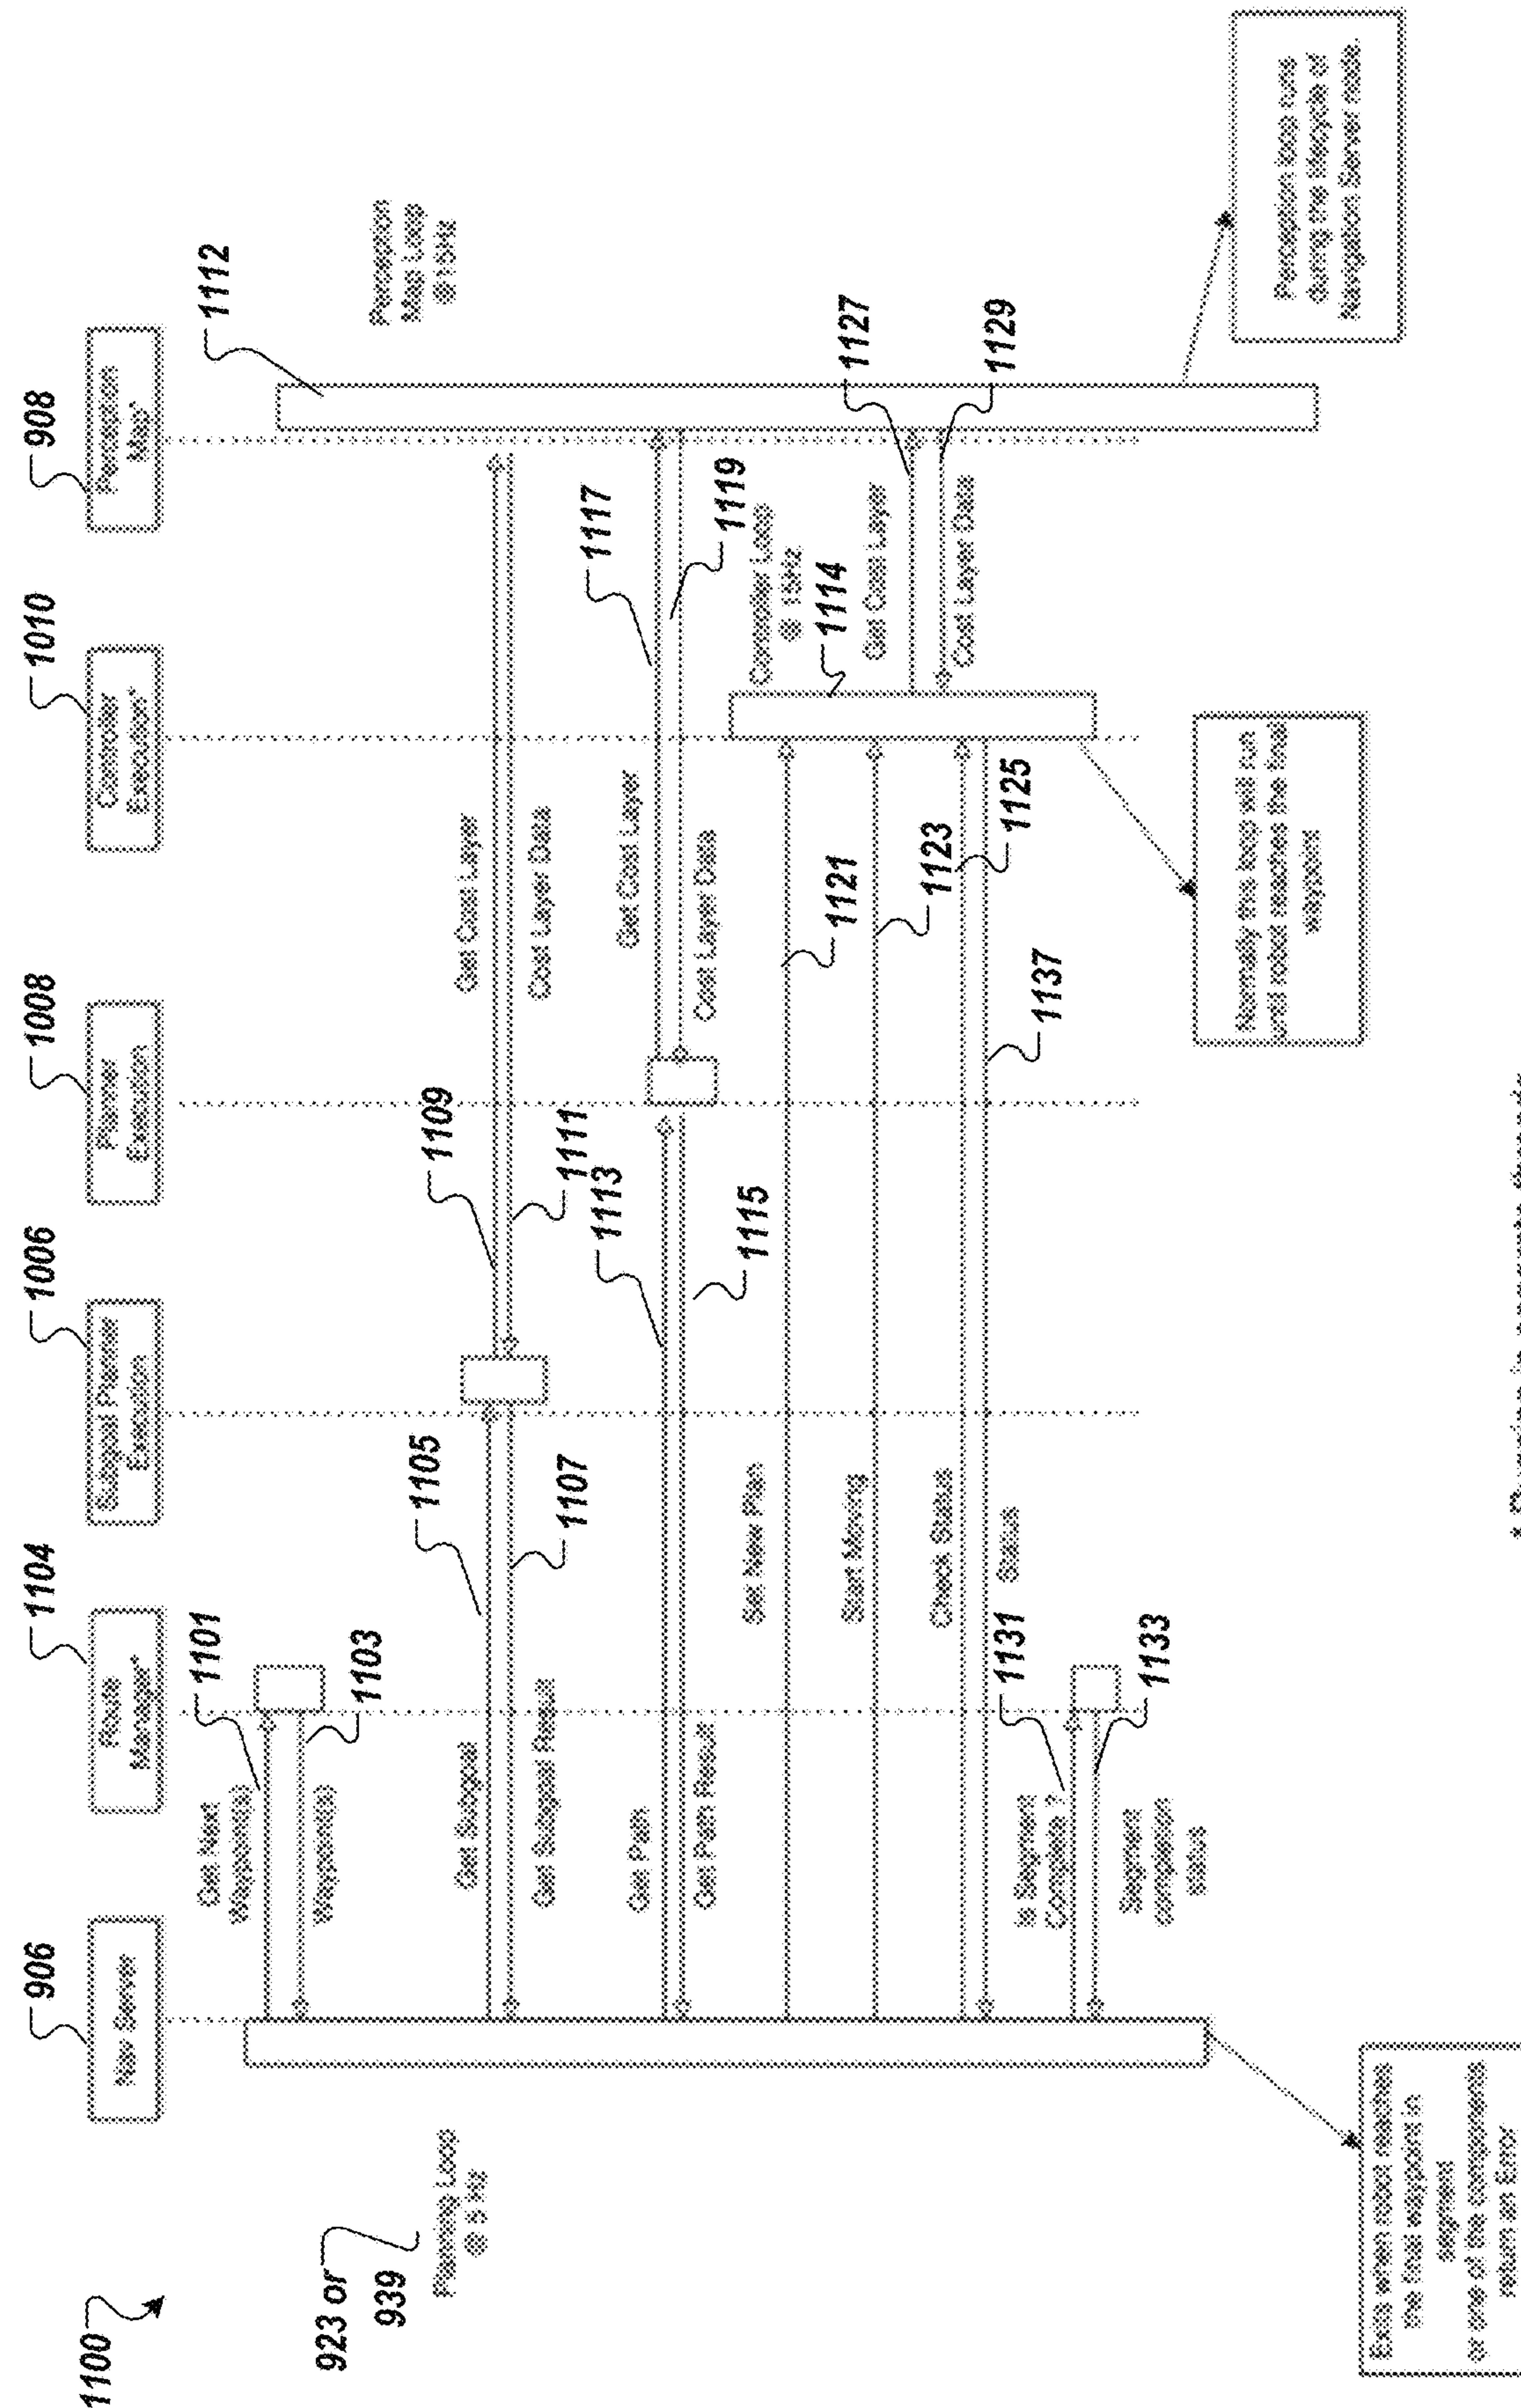 1100
906
Nav Server
1104
Route
Manager*
1006
Subgoal Planner
Execution
1008
Planner
Execution
1010
Controller
Execution*
908
Perception
Map*
923 or
939
Planning Loop
@ 5 Hz
Get Next
Waypoint(s)
1101
Waypoint(s)
1103
1112
Perception
Map Loop
@ 15Hz
Get Subgoal
1105
Get Subgoal Result
1107
1109
Get Cost Layer
1111
Cost Layer Data
Get Path
1113
Get Path Result
1115
Get Cost Layer
1117
Cost Layer Data
1119
Set New Plan
1121
Controller Loop
@ 15Hz
1114
Start Moving
1123
Get Cost Layer
1127
Check Status
1125
Cost Layer Data
1129
Status
1137
Is Segment
Complete ?
1131
Segment
completion
status
1133
Exits when robot reaches
the final waypoint in
segment
or one of the components
return an Error
Normally this loop will run
until robot reaches the final
waypoint
Perception loop runs
during the lifecycle of
Navigation Server node.